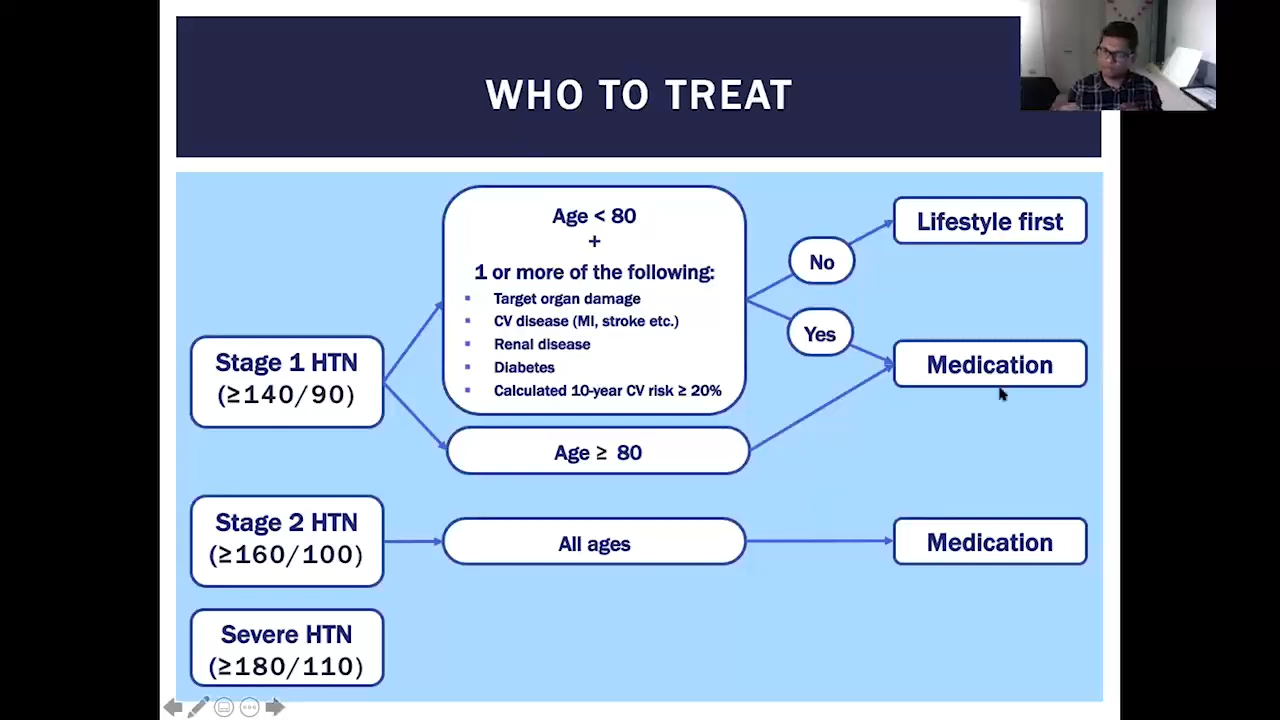 WHO TO TREAT
Stage 1 HTN
(≥140/90)
Age < 80
+
1 or more of the following:
▪ Target organ damage
▪ CV disease (MI, stroke etc.)
▪ Renal disease
▪ Diabetes
▪ Calculated 10-year CV risk ≥ 20%
No
Lifestyle first
Yes
Medication
Age ≥ 80
Stage 2 HTN
(≥160/100)
All ages
Medication
Severe HTN
(≥180/110)